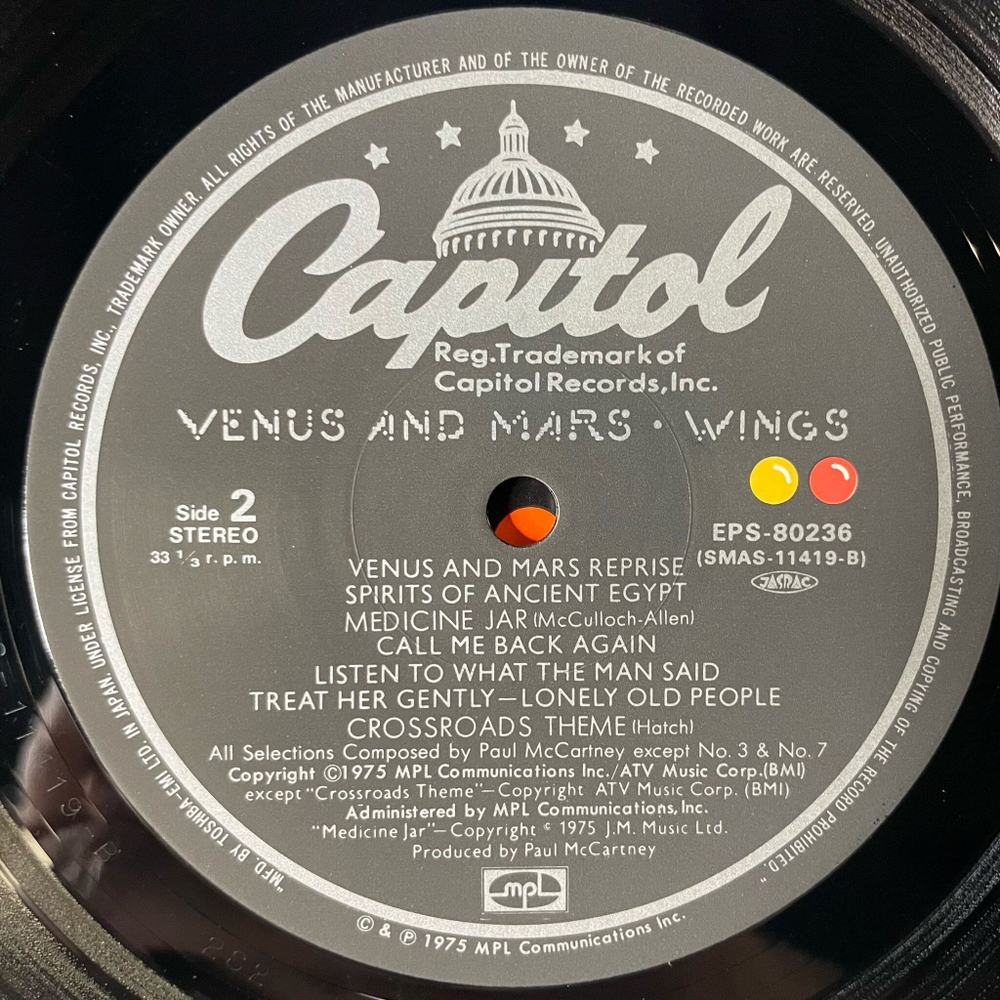 "MFD. BY TOSHIBA-EMI LTD. IN JAPAN, UNDER LICENSE FROM CAPITOL RECORDS, INC., TRADEMARK OWNER. ALL RIGHTS OF THE MANUFACTURER AND OF THE OWNER OF THE RECORDED WORK ARE RESERVED. UNAUTHORIZED PUBLIC PERFORMANCE, BROADCASTING AND COPYING OF THE RECORD PROHIBITED."
Capitol
Reg.Trademark of
Capitol Records,Inc.
VENUS AND MARS · WINGS
Side 2
STEREO
33 1/3 r. p. m.
EPS-80236
(SMAS-11419-B)
JASRAC
VENUS AND MARS REPRISE
SPIRITS OF ANCIENT EGYPT
MEDICINE JAR (McCulloch-Allen)
CALL ME BACK AGAIN
LISTEN TO WHAT THE MAN SAID
TREAT HER GENTLY—LONELY OLD PEOPLE
CROSSROADS THEME (Hatch)
All Selections Composed by Paul McCartney except No. 3 & No. 7
Copyright ©1975 MPL Communications Inc./ATV Music Corp.(BMI)
except "Crossroads Theme"—Copyright ATV Music Corp. (BMI)
Administered by MPL Communications, Inc.
"Medicine Jar"—Copyright © 1975 J.M. Music Ltd.
Produced by Paul McCartney
mpl
© & ℗ 1975 MPL Communications Inc.